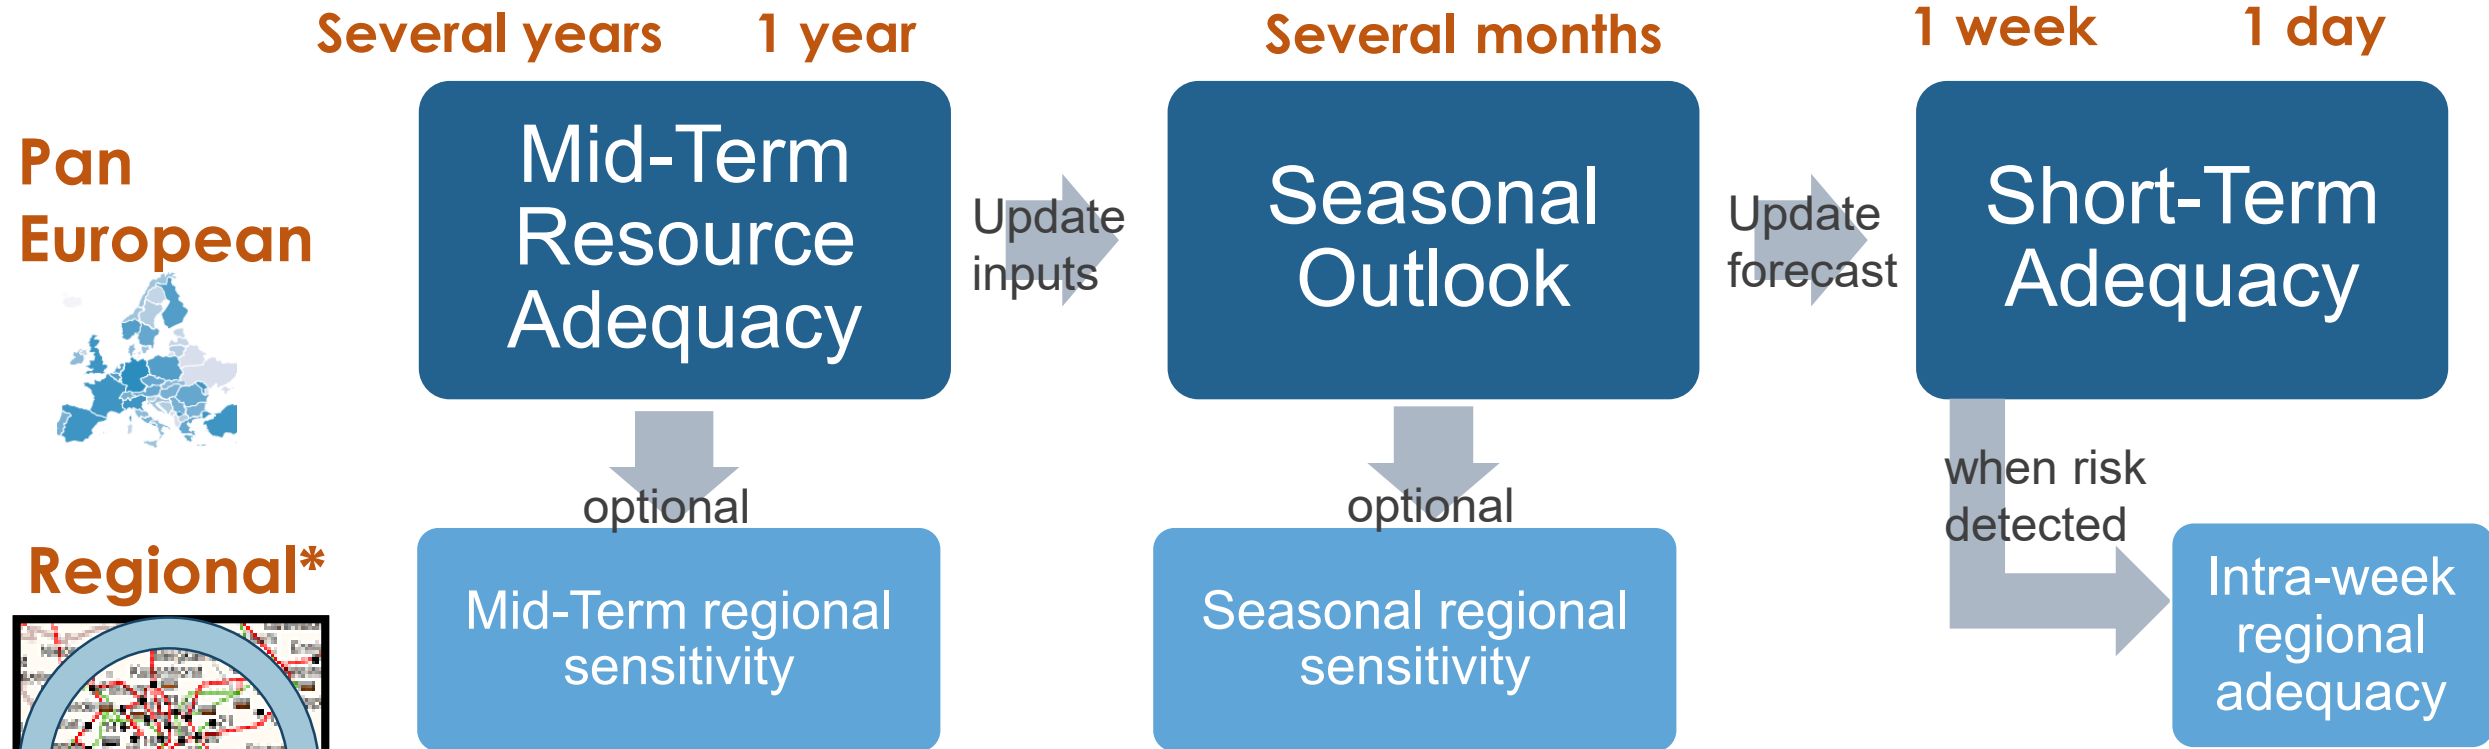 Several years
1 year
Several months
1 week
1 day
Pan
European
Mid-Term
Resource
Adequacy
Update
inputs
Seasonal
Outlook
Update
forecast
Short-Term
Adequacy
optional
optional
when risk
detected
Regional*
Mid-Term regional
sensitivity
Seasonal regional
sensitivity
Intra-week
regional
adequacy